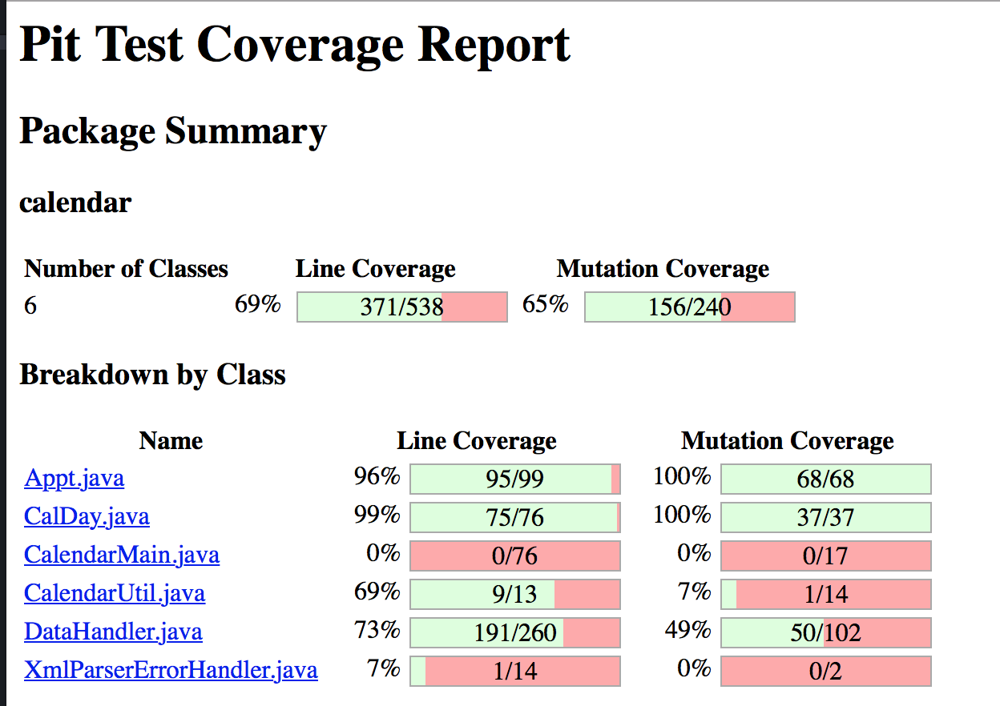 Pit Test Coverage Report
Package Summary
calendar
Number of Classes Line Coverage Mutation Coverage
6 69% 371/538 65% 156/240
Breakdown by Class
Name Line Coverage Mutation Coverage
Appt.java 96% 95/99 100% 68/68
CalDay.java 99% 75/76 100% 37/37
CalendarMain.java 0% 0/76 0% 0/17
CalendarUtil.java 69% 9/13 7% 1/14
DataHandler.java 73% 191/260 49% 50/102
XmlParserErrorHandler.java 7% 1/14 0% 0/2